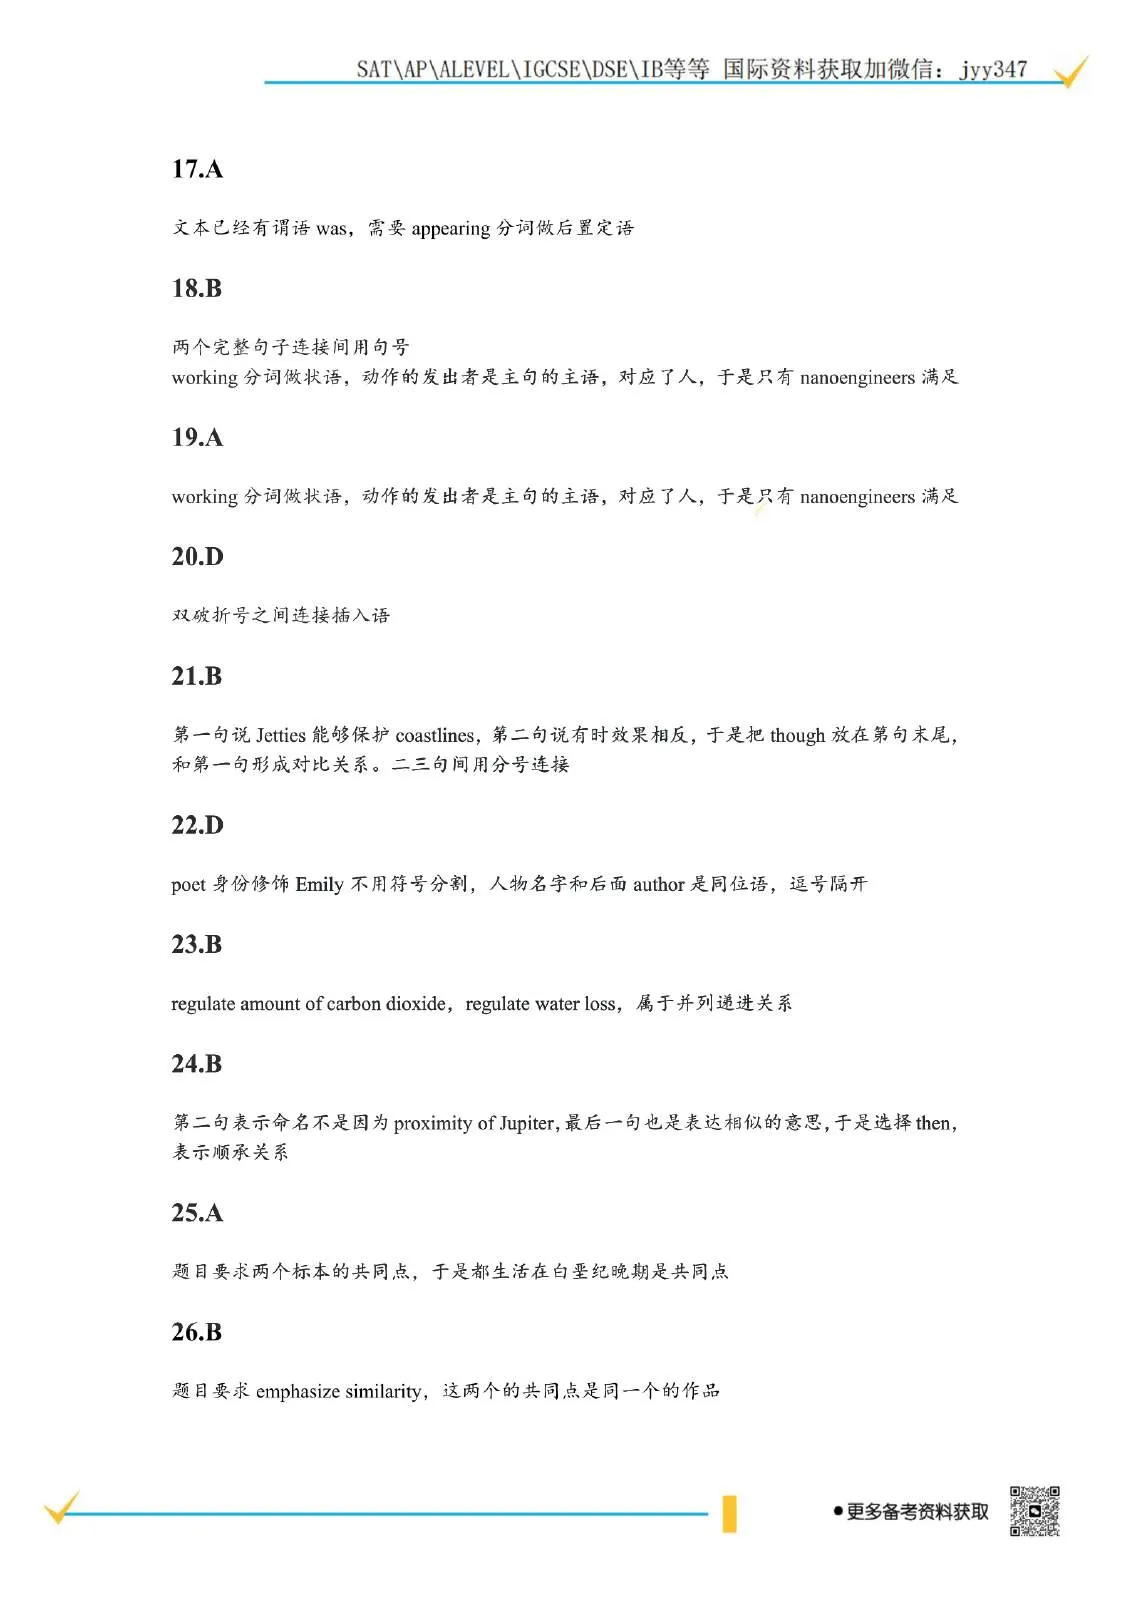 SAT\AP\ALEVEL\IGCSE\DSE\IB等等 国际资料获取加微信：jyy347
17.A
文本已经有谓语 was，需要 appearing 分词做后置定语
18.B
两个完整句子连接间用句号
working 分词做状语，动作的发出者是主句的主语，对应了人，于是只有 nanoengineers 满足
19.A
working 分词做状语，动作的发出者是主句的主语，对应了人，于是只有 nanoengineers 满足
20.D
双破折号之间连接插入语
21.B
第一句说 Jetties 能够保护 coastlines，第二句说有时效果相反，于是把 though 放在第句末尾，
和第一句形成对比关系。二三句间用分号连接
22.D
poet 身份修饰 Emily 不用符号分割，人物名字和后面 author 是同位语，逗号隔开
23.B
regulate amount of carbon dioxide，regulate water loss，属于并列递进关系
24.B
第二句表示命名不是因为 proximity of Jupiter，最后一句也是表达相似的意思，于是选择 then，
表示顺承关系
25.A
题目要求两个标本的共同点，于是都生活在白垩纪晚期是共同点
26.B
题目要求 emphasize similarity，这两个的共同点是同一个的作品
●更多备考资料获取